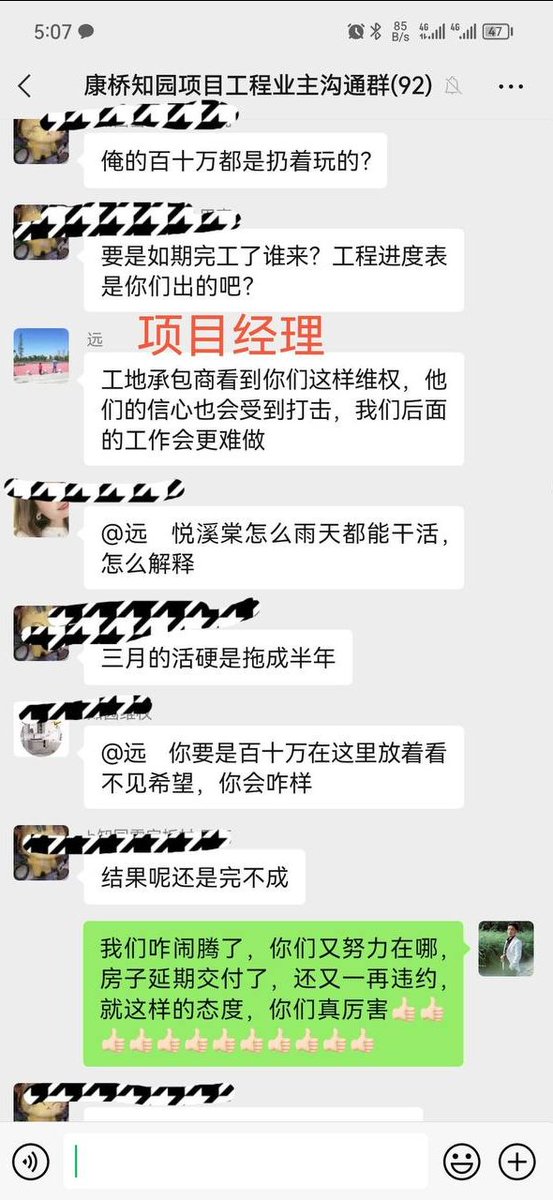 5:07
85
B/s
4G
4G
47
康桥知园项目工程业主沟通群(92)
俺的百十万都是扔着玩的？
要是如期完工了谁来？工程进度表
是你们出的吧？
远
项目经理
工地承包商看到你们这样维权，他
们的信心也会受到打击，我们后面
的工作会更难做
@远 悦溪棠怎么雨天都能干活，
怎么解释
三月的活硬是拖成半年
@远 你要是百十万在这里放着看
不见希望，你会咋样
结果呢还是完不成
我们咋闹腾了，你们又努力在哪，
房子延期交付了，还又一再违约，
就这样的态度，你们真厉害👍🏻👍🏻
👍🏻👍🏻👍🏻👍🏻👍🏻👍🏻👍🏻👍🏻👍🏻👍🏻